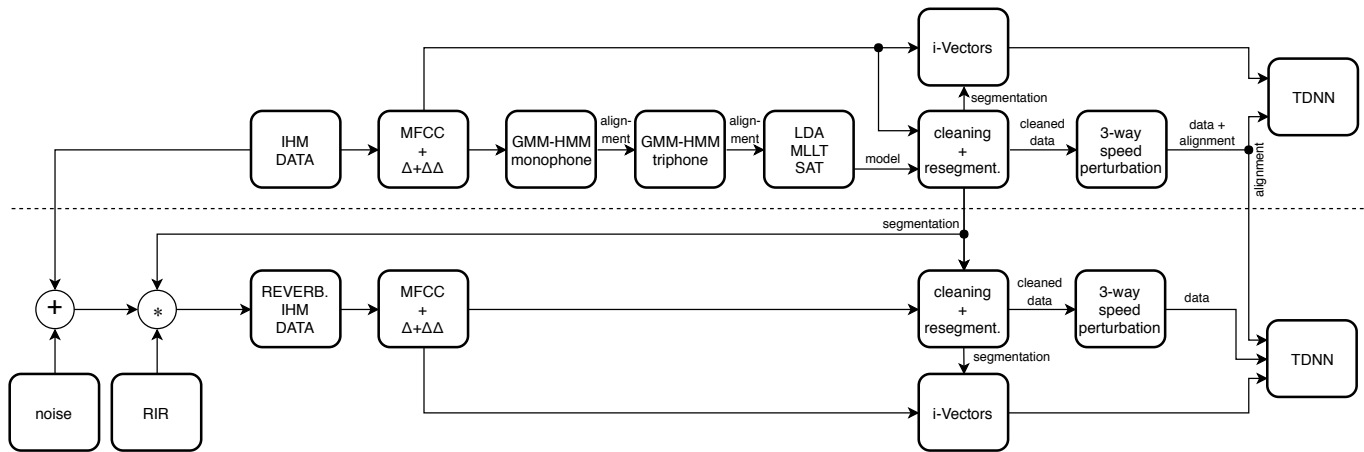 i-Vectors
TDNN
segmentation
IHM
DATA
MFCC
+
Δ+ΔΔ
GMM-HMM
monophone
align-
ment
GMM-HMM
triphone
align-
ment
LDA
MLLT
SAT
model
cleaning
+
resegment.
cleaned
data
3-way
speed
perturbation
data +
alignment
alignment
segmentation
+
*
REVERB.
IHM
DATA
MFCC
+
Δ+ΔΔ
cleaning
+
resegment.
cleaned
data
3-way
speed
perturbation
data
TDNN
segmentation
noise
RIR
i-Vectors